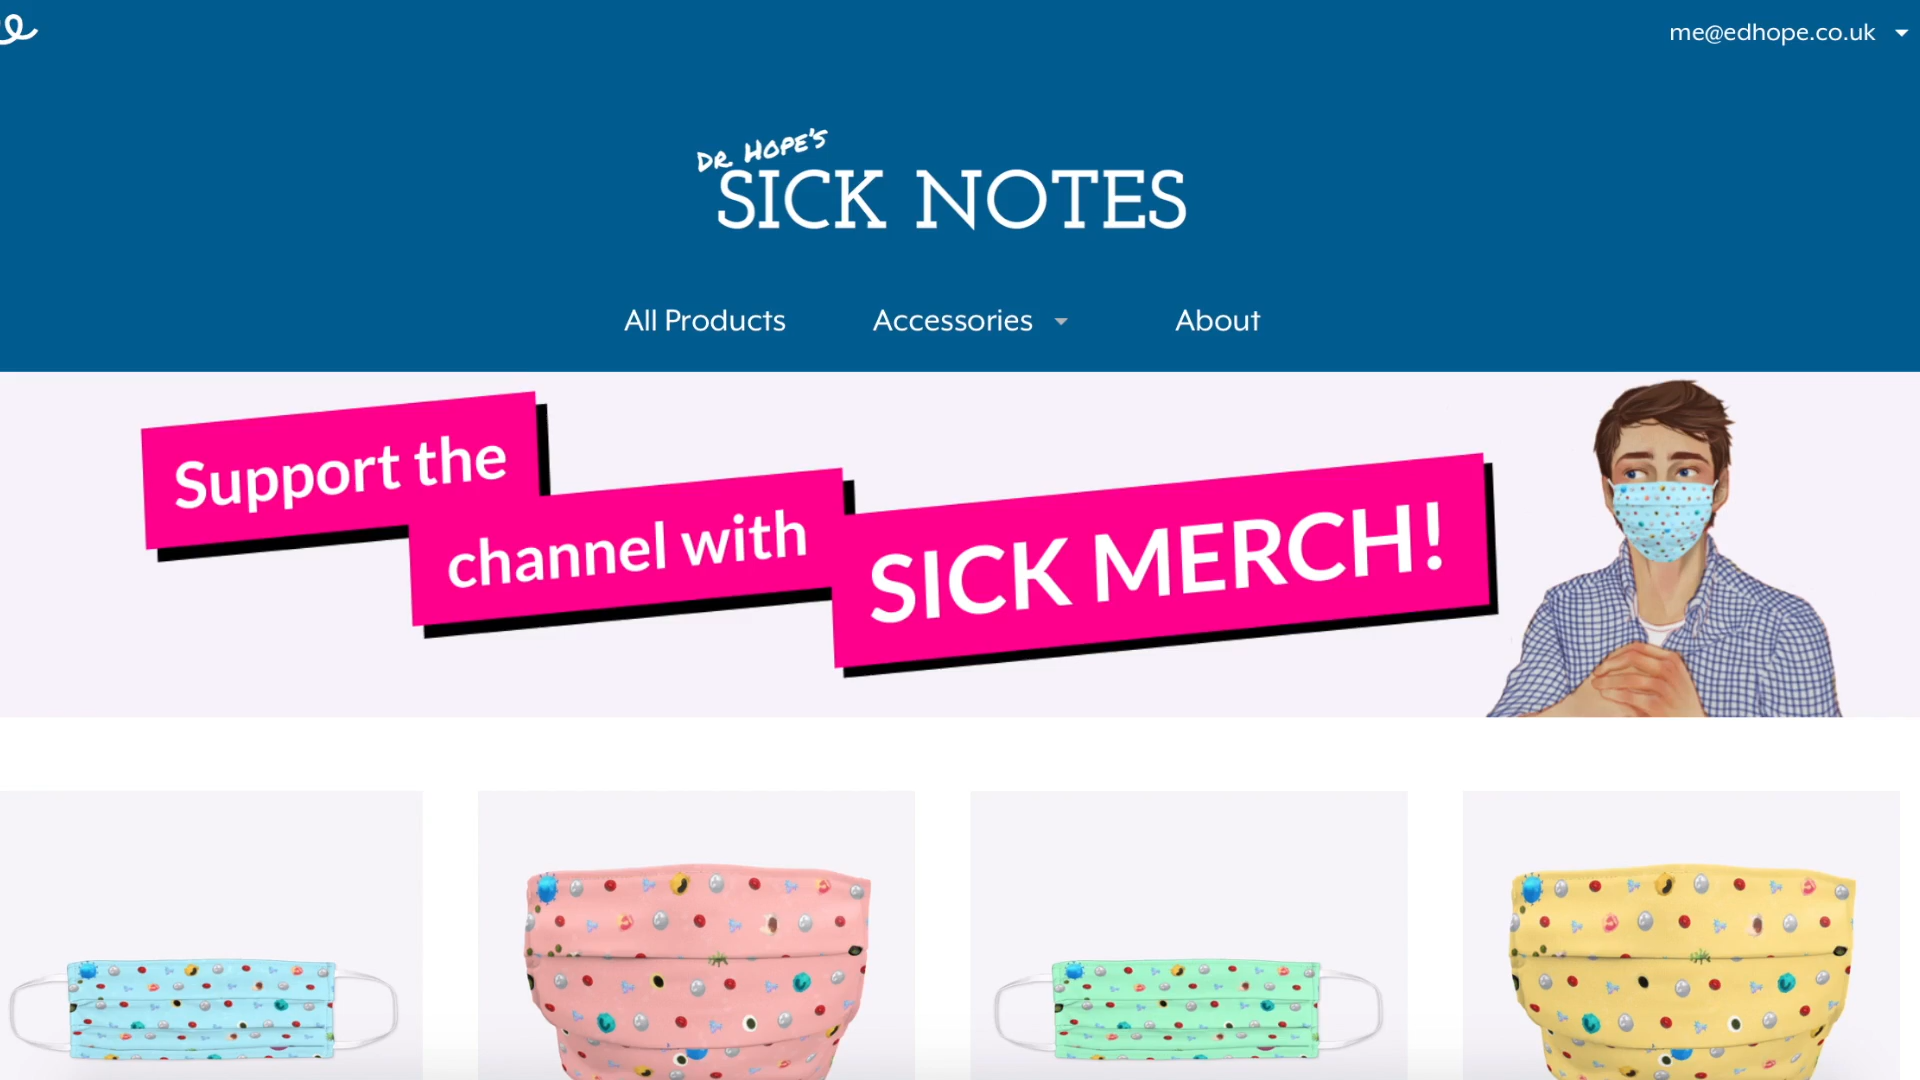 me@edhope.co.uk
DR. HOPE'S
SICK NOTES
All Products
Accessories
About
Support the
channel with
SICK MERCH!